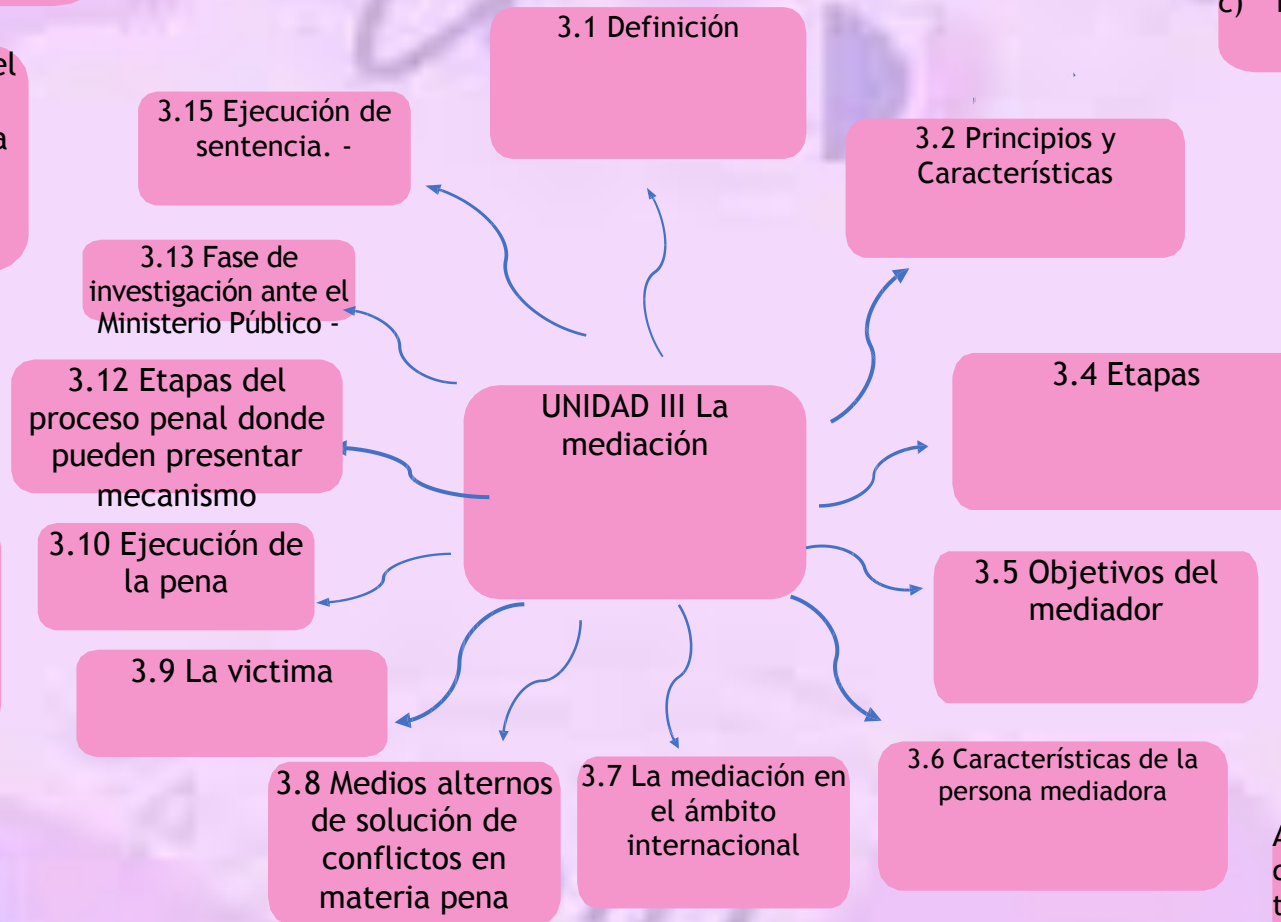 c)
el
a
3.1 Definición
3.15 Ejecución de
sentencia. -
3.2 Principios y
Características
3.13 Fase de
investigación ante el
Ministerio Público -
3.12 Etapas del
proceso penal donde
pueden presentar
mecanismo
UNIDAD III La
mediación
3.4 Etapas
3.10 Ejecución de
la pena
3.5 Objetivos del
mediador
3.9 La victima
3.8 Medios alternos
de solución de
conflictos en
materia pena
3.7 La mediación en
el ámbito
internacional
3.6 Características de la
persona mediadora